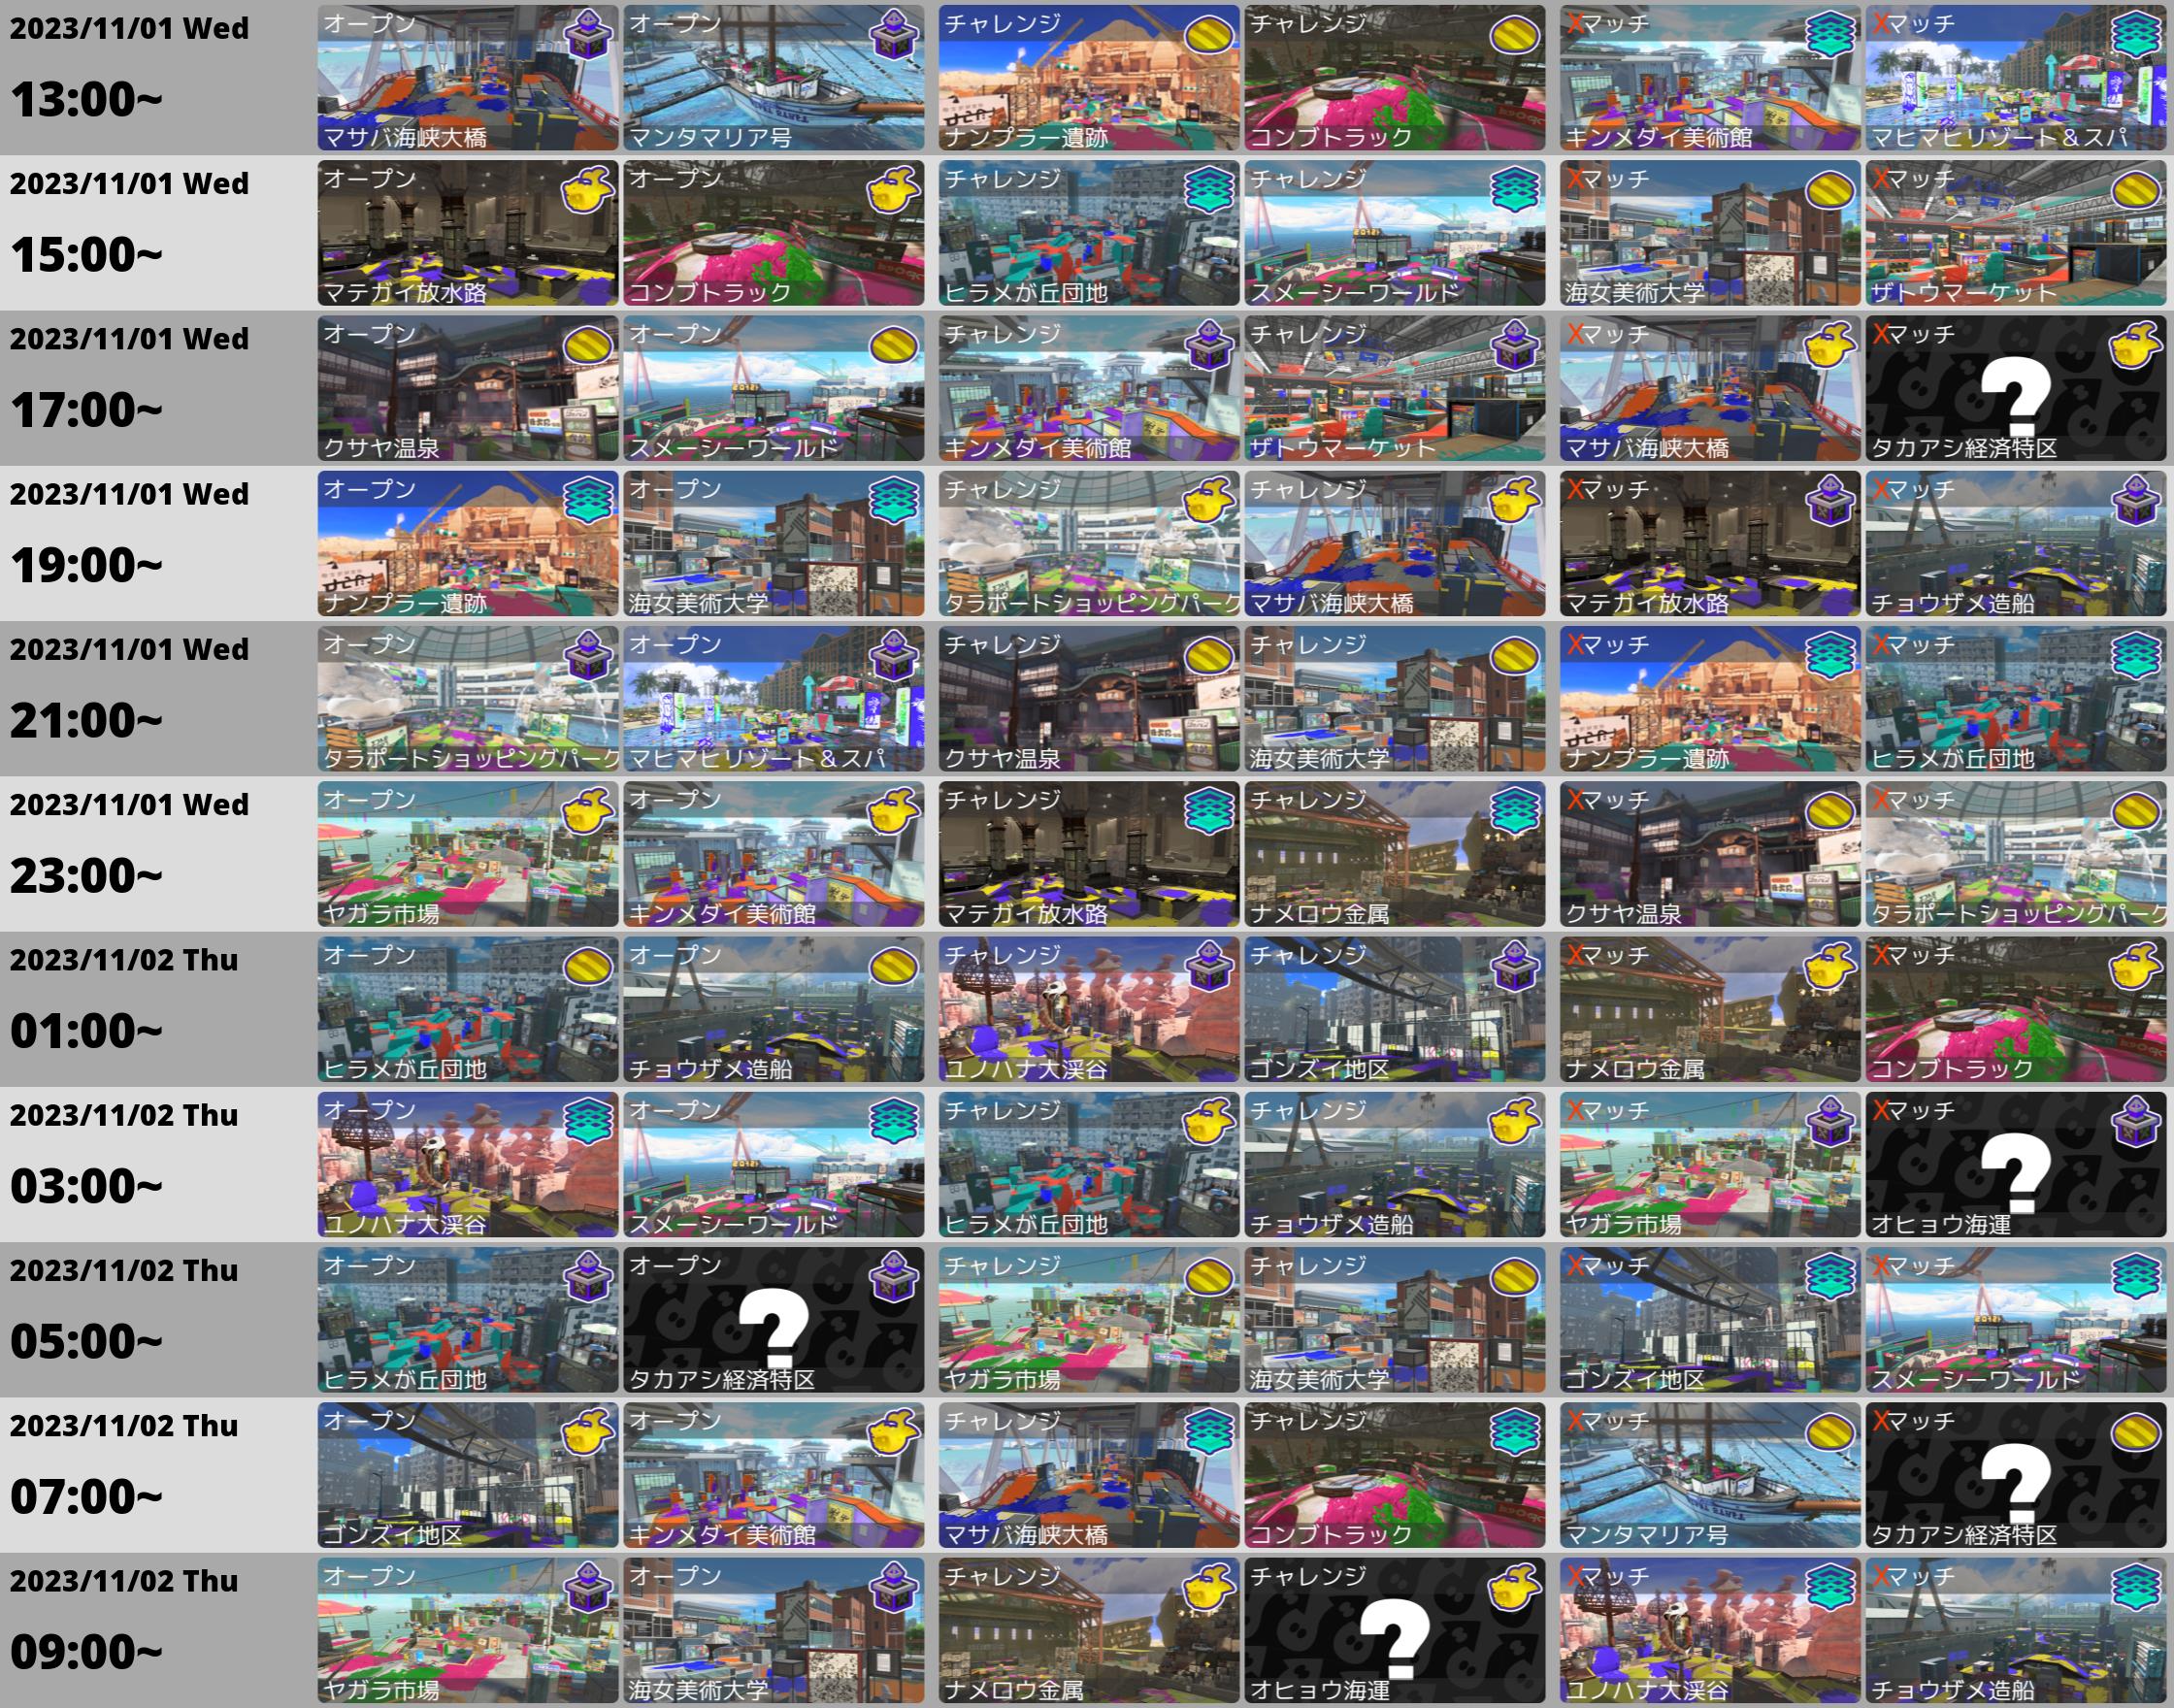 2023/11/01 Wed
13:00~
オープン
マサバ海峡大橋
オープン
マンタマリア号
チャレンジ
ナンプラー遺跡
チャレンジ
コンブトラック
Xマッチ
キンメダイ美術館
Xマッチ
マヒマヒリゾート＆スパ
2023/11/01 Wed
15:00~
オープン
マテガイ放水路
オープン
コンブトラック
チャレンジ
ヒラメが丘団地
チャレンジ
スメーシーワールド
Xマッチ
海女美術大学
Xマッチ
ザトウマーケット
2023/11/01 Wed
17:00~
オープン
クサヤ温泉
オープン
スメーシーワールド
チャレンジ
キンメダイ美術館
チャレンジ
ザトウマーケット
Xマッチ
マサバ海峡大橋
Xマッチ
?
タカアシ経済特区
2023/11/01 Wed
19:00~
オープン
ナンプラー遺跡
オープン
海女美術大学
チャレンジ
タラポートショッピングパーク
チャレンジ
マサバ海峡大橋
Xマッチ
マテガイ放水路
Xマッチ
チョウザメ造船
2023/11/01 Wed
21:00~
オープン
タラポートショッピングパーク
オープン
マヒマヒリゾート＆スパ
チャレンジ
クサヤ温泉
チャレンジ
海女美術大学
Xマッチ
ナンプラー遺跡
Xマッチ
ヒラメが丘団地
2023/11/01 Wed
23:00~
オープン
ヤガラ市場
オープン
キンメダイ美術館
チャレンジ
マテガイ放水路
チャレンジ
ナメロウ金属
Xマッチ
クサヤ温泉
Xマッチ
タラポートショッピングパーク
2023/11/02 Thu
01:00~
オープン
ヒラメが丘団地
オープン
チョウザメ造船
チャレンジ
ユノハナ大渓谷
チャレンジ
ゴンズイ地区
Xマッチ
ナメロウ金属
Xマッチ
コンブトラック
2023/11/02 Thu
03:00~
オープン
ユノハナ大渓谷
オープン
スメーシーワールド
チャレンジ
ヒラメが丘団地
チャレンジ
チョウザメ造船
Xマッチ
ヤガラ市場
Xマッチ
?
オヒョウ海運
2023/11/02 Thu
05:00~
オープン
ヒラメが丘団地
オープン
?
タカアシ経済特区
チャレンジ
ヤガラ市場
チャレンジ
海女美術大学
Xマッチ
ゴンズイ地区
Xマッチ
スメーシーワールド
2023/11/02 Thu
07:00~
オープン
ゴンズイ地区
オープン
キンメダイ美術館
チャレンジ
マサバ海峡大橋
チャレンジ
コンブトラック
Xマッチ
マンタマリア号
Xマッチ
?
タカアシ経済特区
2023/11/02 Thu
09:00~
オープン
ヤガラ市場
オープン
海女美術大学
チャレンジ
ナメロウ金属
チャレンジ
?
オヒョウ海運
Xマッチ
ユノハナ大渓谷
Xマッチ
チョウザメ造船